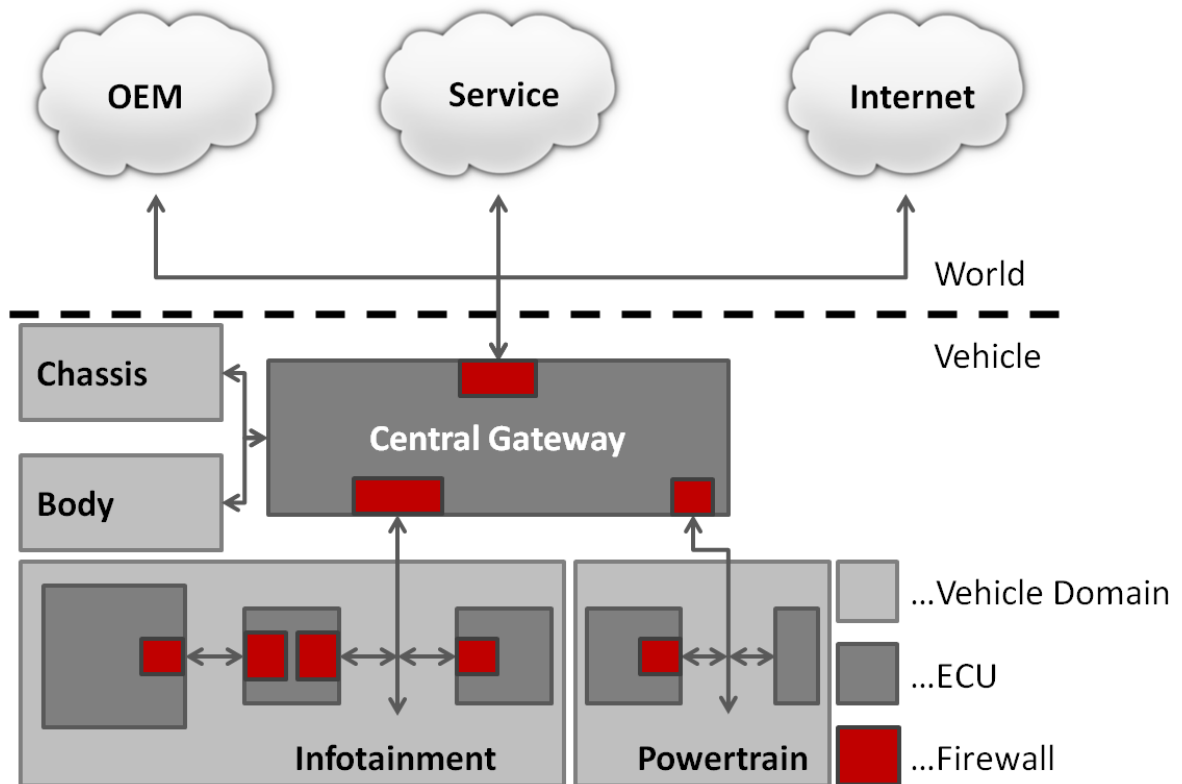 OEM
Service
Internet
World
Vehicle
Chassis
Central Gateway
Body
...Vehicle Domain
...ECU
Infotainment
Powertrain
...Firewall